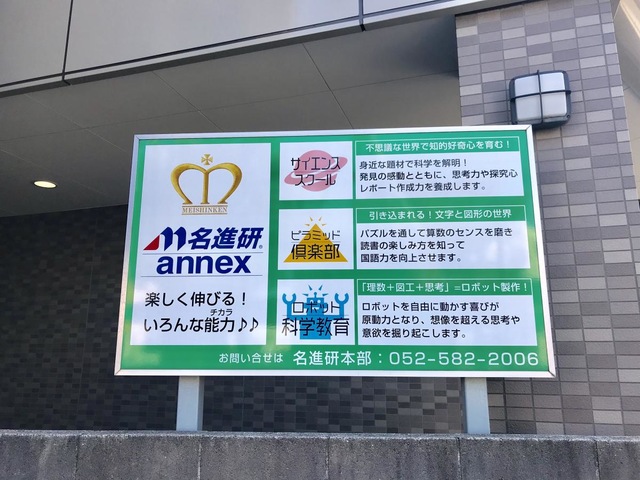 MEISHINKEN
名進研
annex
楽しく伸びる！
チカラ
いろんな能力♪♪
サイエンス
スクール
不思議な世界で知的好奇心を育む！
身近な題材で科学を解明！
発見の感動とともに、思考力や探究心
レポート作成力を養成します。
ピラミッド
倶楽部
引き込まれる！文字と図形の世界
パズルを通して算数のセンスを磨き
読書の楽しみ方を知って
国語力を向上させます。
ロボット
科学教育
「理数＋図工＋思考」＝ロボット製作！
ロボットを自由に動かす喜びが
原動力となり、想像を超える思考や
意欲を掘り起こします。
お問い合せは 名進研本部：052-582-2006